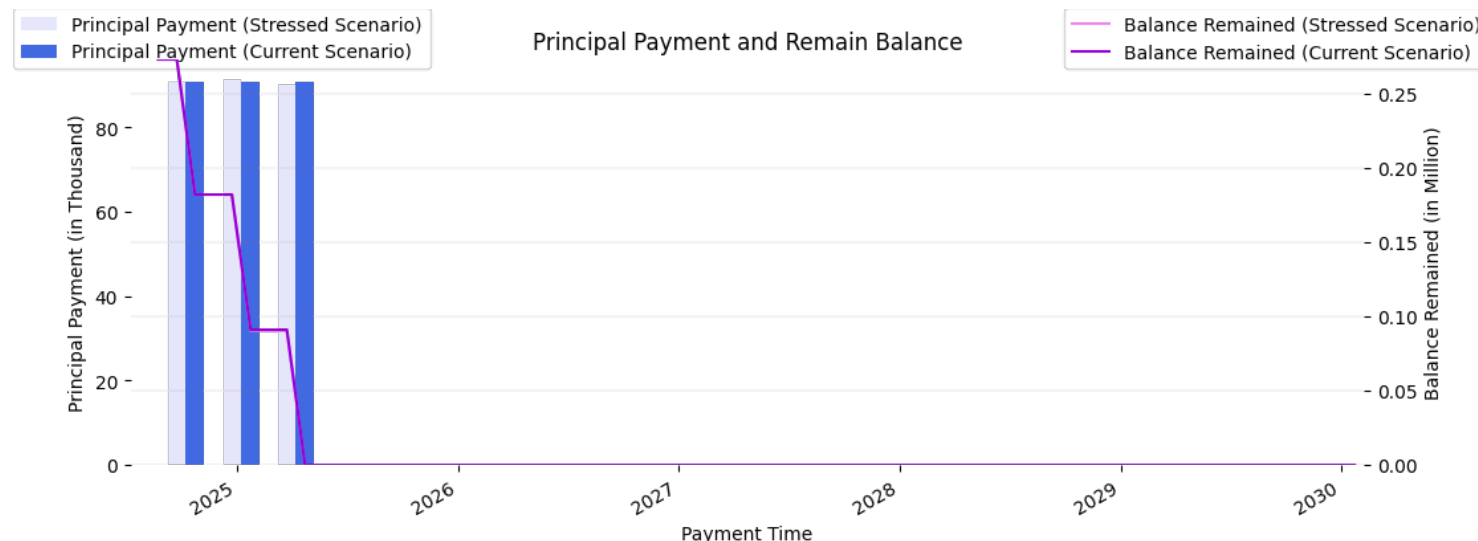 Principal Payment (Stressed Scenario)
Principal Payment (Current Scenario)
Principal Payment and Remain Balance
Balance Remained (Stressed Scenario)
Balance Remained (Current Scenario)
Principal Payment (in Thousand)
80
60
40
20
0
0.25
0.20
0.15
0.10
0.05
0.00
Balance Remained (in Million)
2025
2026
2027
2028
2029
2030
Payment Time